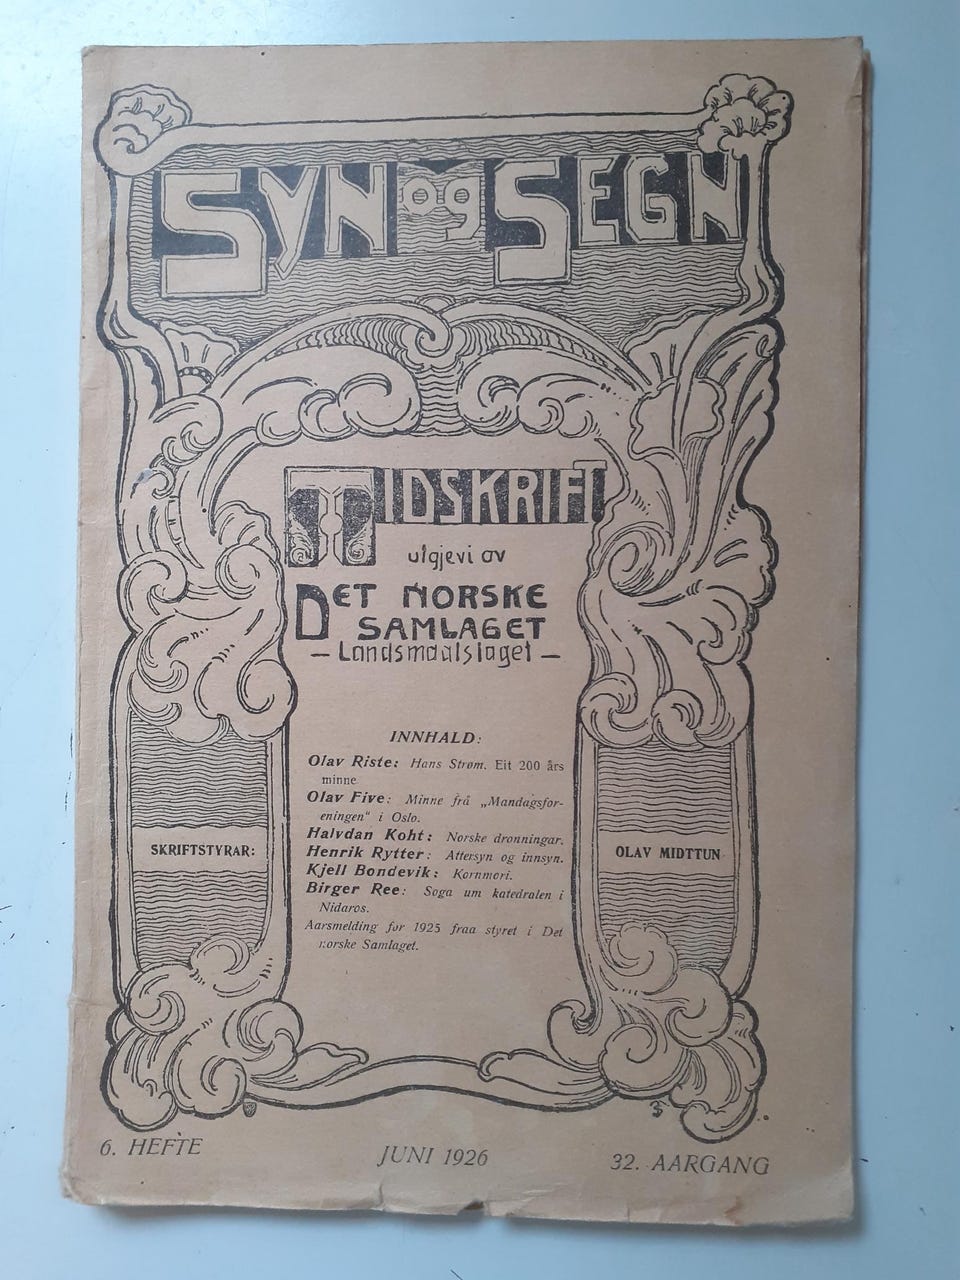 SYN og SEGN
TIDSKRIFT
utgjevi av
DET NORSKE
SAMLAGET
— Landsmaalslaget —
INNHALD:
Olav Riste: Hans Strøm. Eit 200 års
minne
Olav Five: Minne frå „Mandagsfor-
eningen“ i Oslo.
Halvdan Koht: Norske dronningar.
Henrik Rytter: Attersyn og innsyn.
Kjell Bondevik: Kornmori.
Birger Ree: Soga um katedralen i
Nidaros.
Aarsmelding for 1925 fraa styret i Det
norske Samlaget.
SKRIFTSTYRAR:
OLAV MIDTTUN
6. HEFTE
JUNI 1926
32. AARGANG